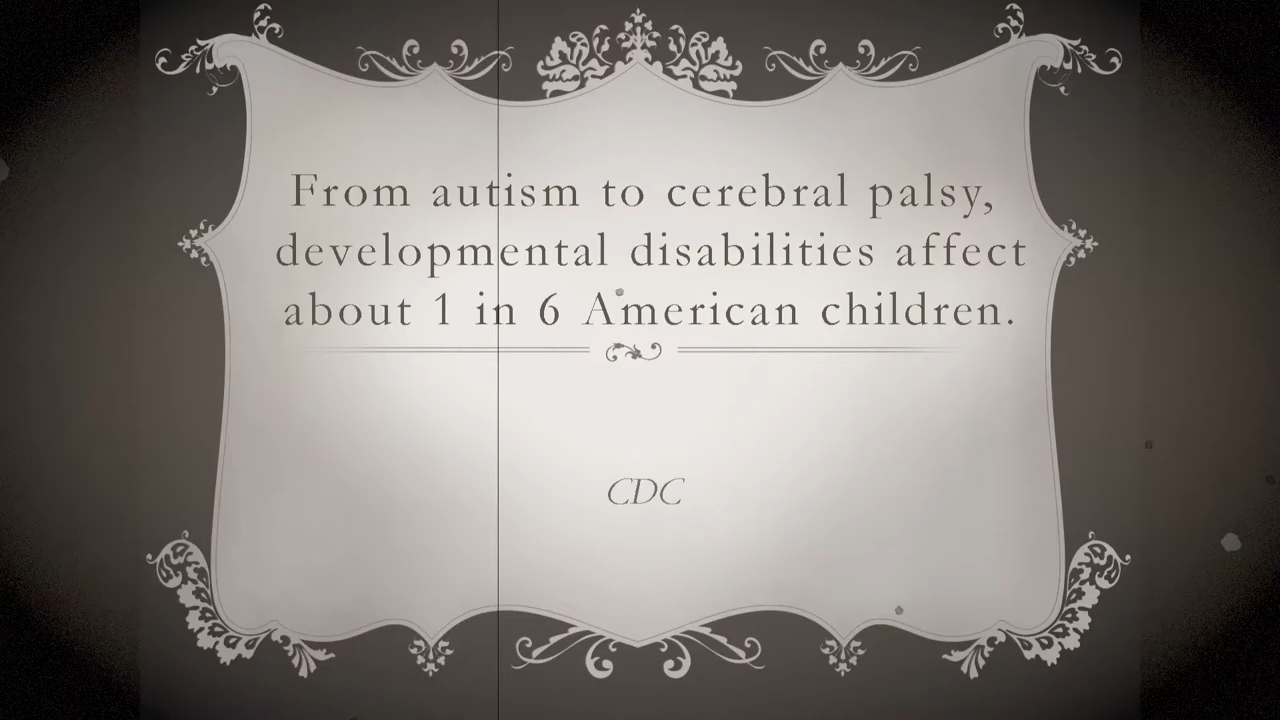 From autism to cerebral palsy,
developmental disabilities affect
about 1 in 6 American children.
CDC